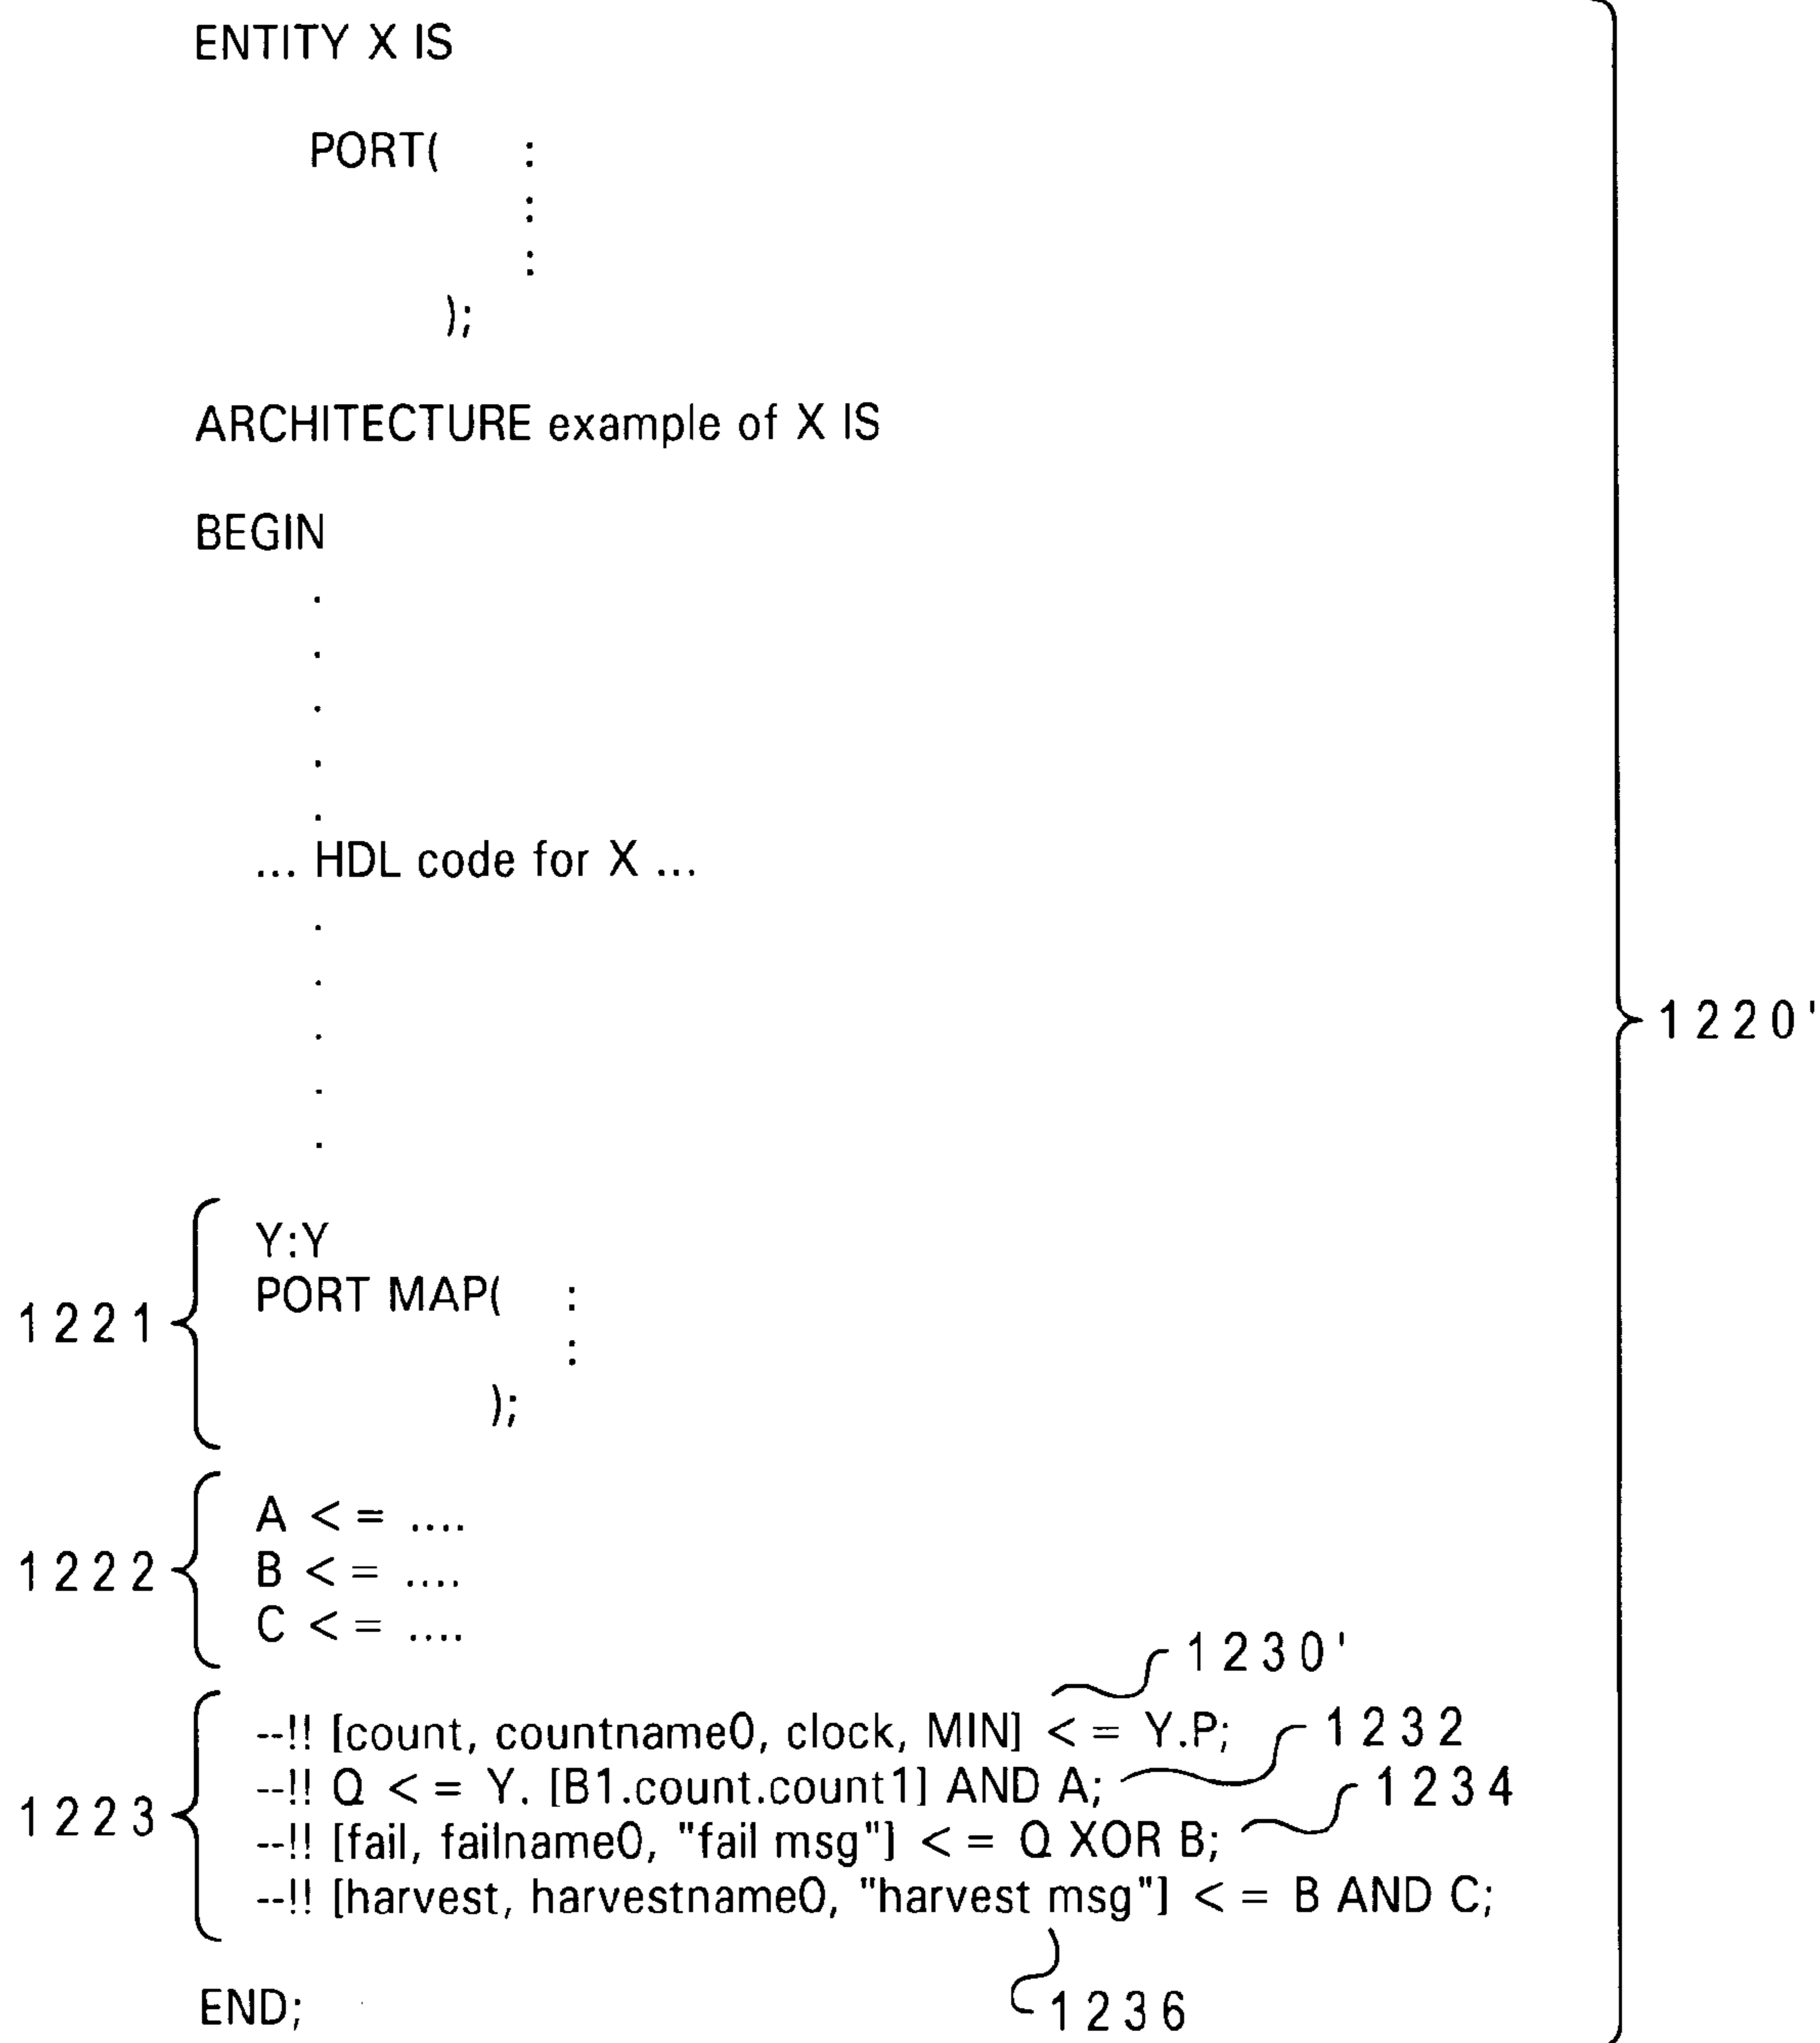 ENTITY X IS
PORT( :
:
:
);
ARCHITECTURE example of X IS
BEGIN
.
.
.
.
.
... HDL code for X ...
.
.
.
.
.
1220'
Y:Y
PORT MAP( :
:
);
1221
A <= ....
B <= ....
C <= ....
1222
1230'
--!! [count, countname0, clock, MIN] <= Y.P;
1232
--!! Q <= Y. [B1.count.count1] AND A;
1234
--!! [fail, failname0, "fail msg"] <= Q XOR B;
--!! [harvest, harvestname0, "harvest msg"] <= B AND C;
1223
1236
END;